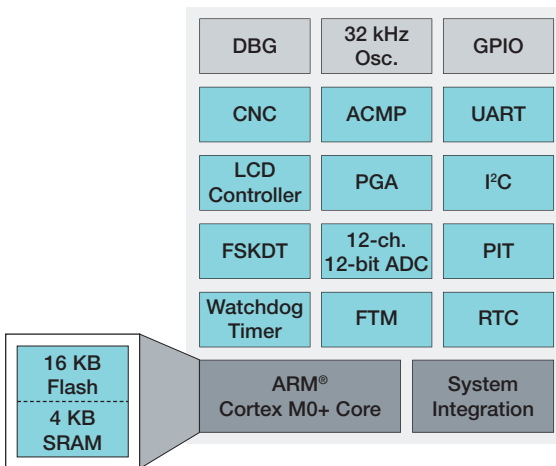 DBG
32 kHz
Osc.
GPIO
CNC
ACMP
UART
LCD
Controller
PGA
I²C
FSKDT
12-ch.
12-bit ADC
PIT
Watchdog
Timer
FTM
RTC
16 KB
Flash
4 KB
SRAM
ARM®
Cortex M0+ Core
System
Integration